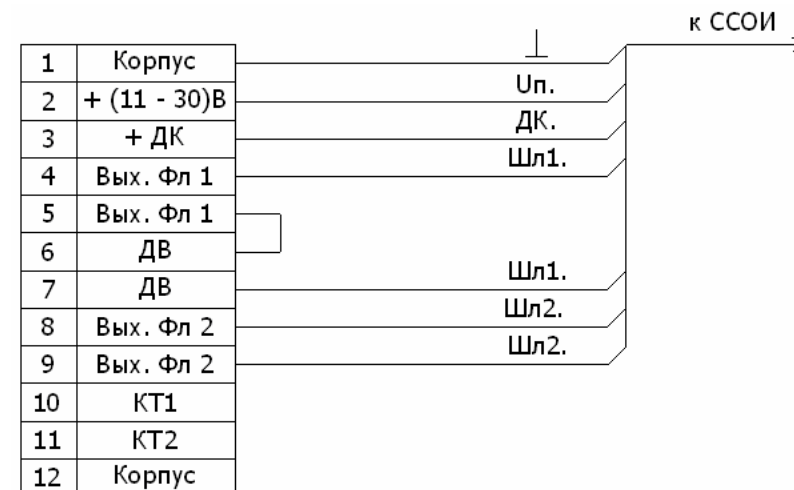 к ССОИ
1 Корпус
2 + (11 - 30)В Uп.
3 + ДК ДК.
4 Вых. Фл 1 Шл1.
5 Вых. Фл 1
6 ДВ
7 ДВ Шл1.
8 Вых. Фл 2 Шл2.
9 Вых. Фл 2 Шл2.
10 КТ1
11 КТ2
12 Корпус